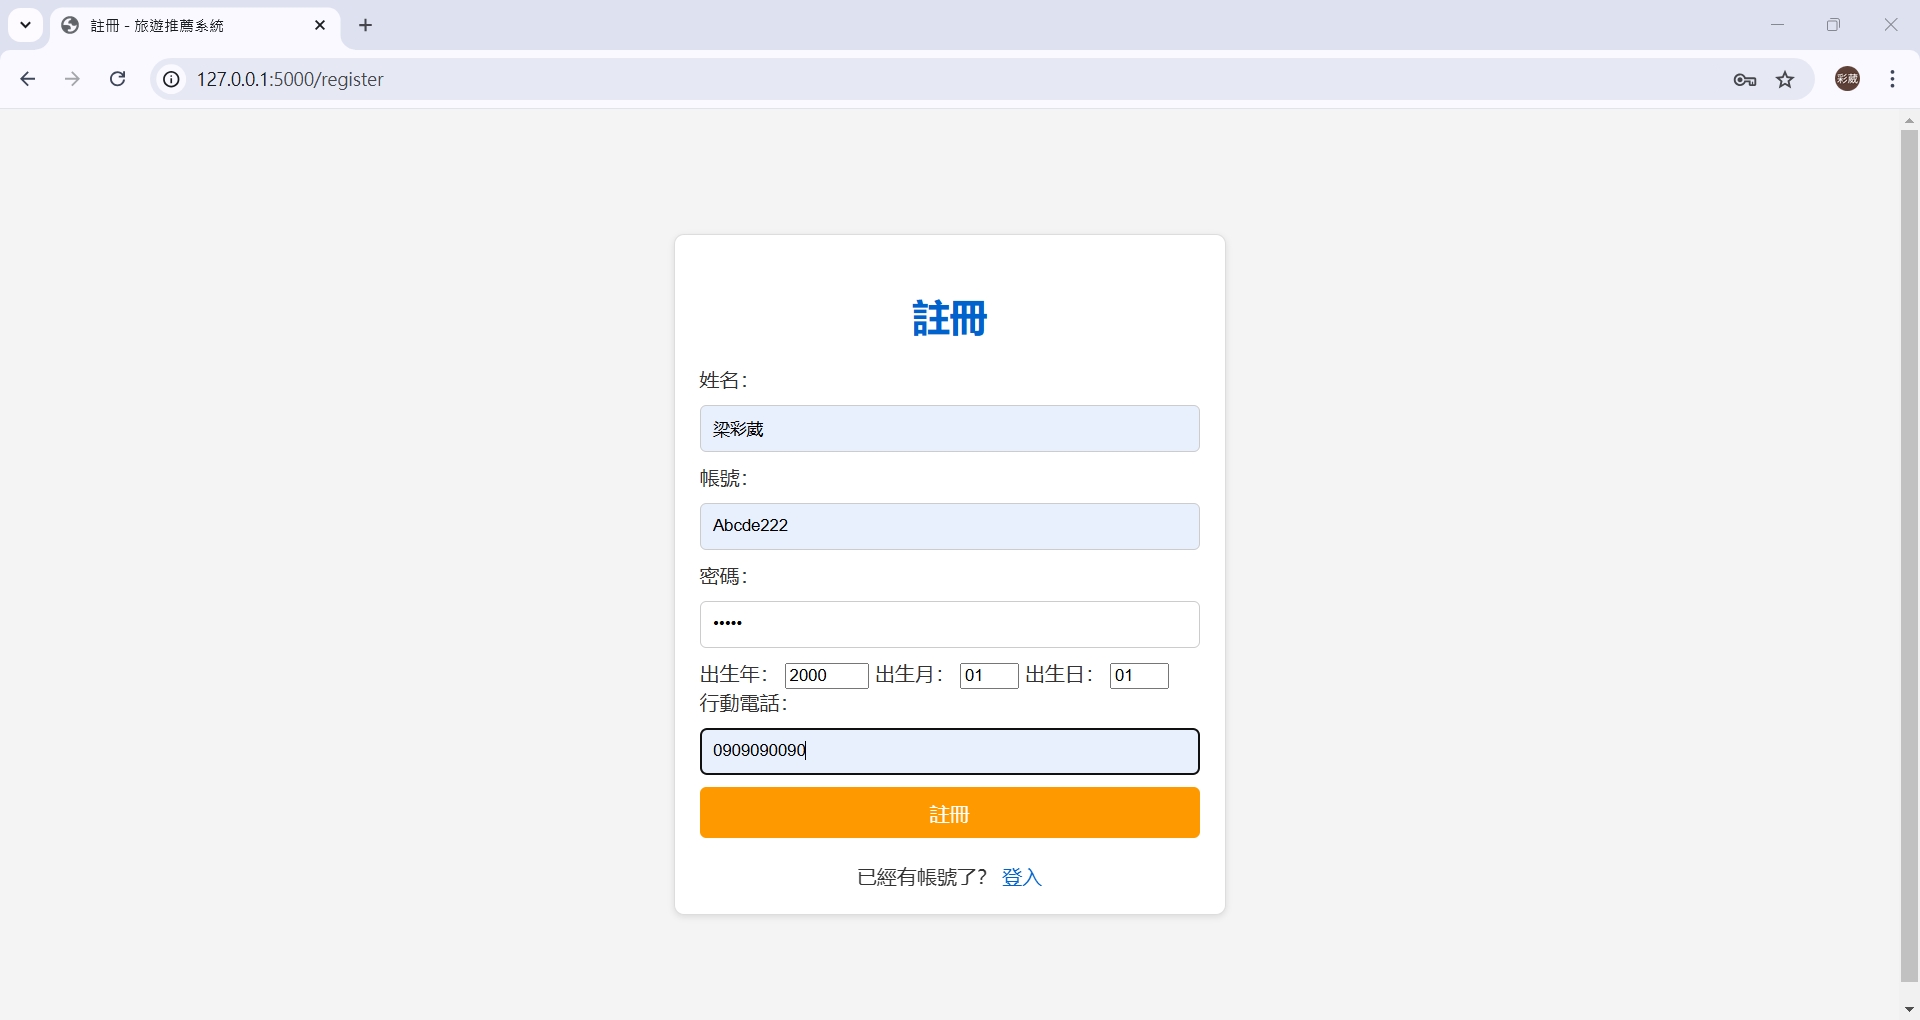 註冊 - 旅遊推薦系統
127.0.0.1:5000/register
彩葳
註冊
姓名：
梁彩葳
帳號：
Abcde222
密碼：
•••••
出生年： 2000 出生月： 01 出生日： 01
行動電話：
0909090090
註冊
已經有帳號了？ 登入